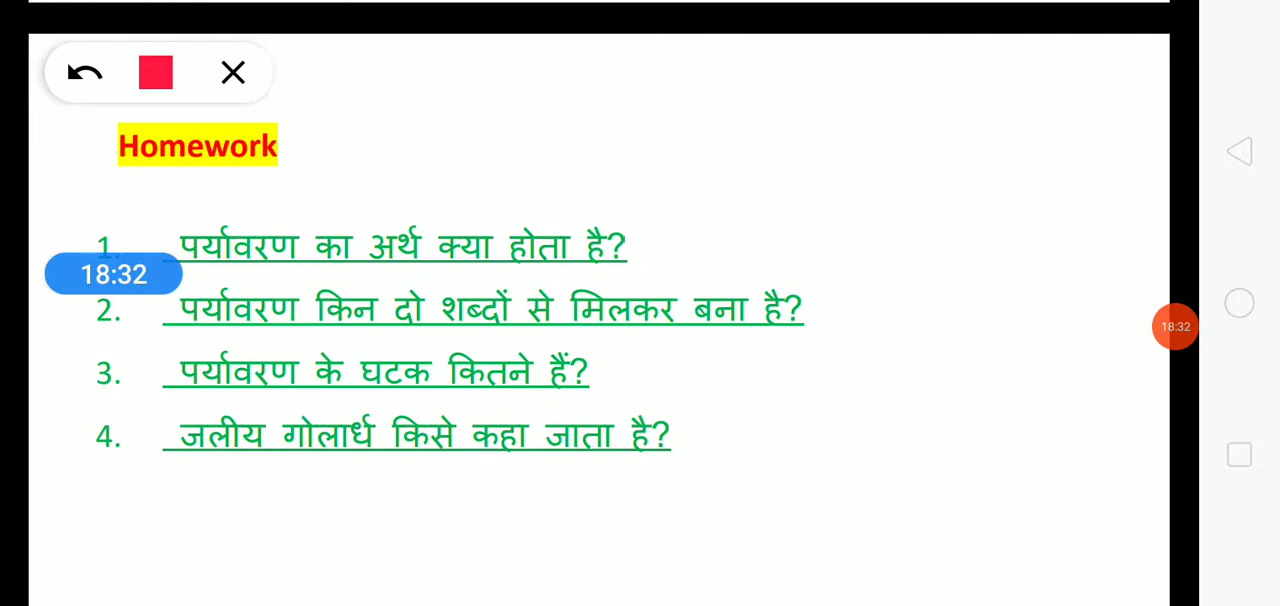 Homework
1. पर्यावरण का अर्थ क्या होता है?
18:32
2. पर्यावरण किन दो शब्दों से मिलकर बना है?
18:32
3. पर्यावरण के घटक कितने हैं?
4. जलीय गोलार्ध किसे कहा जाता है?